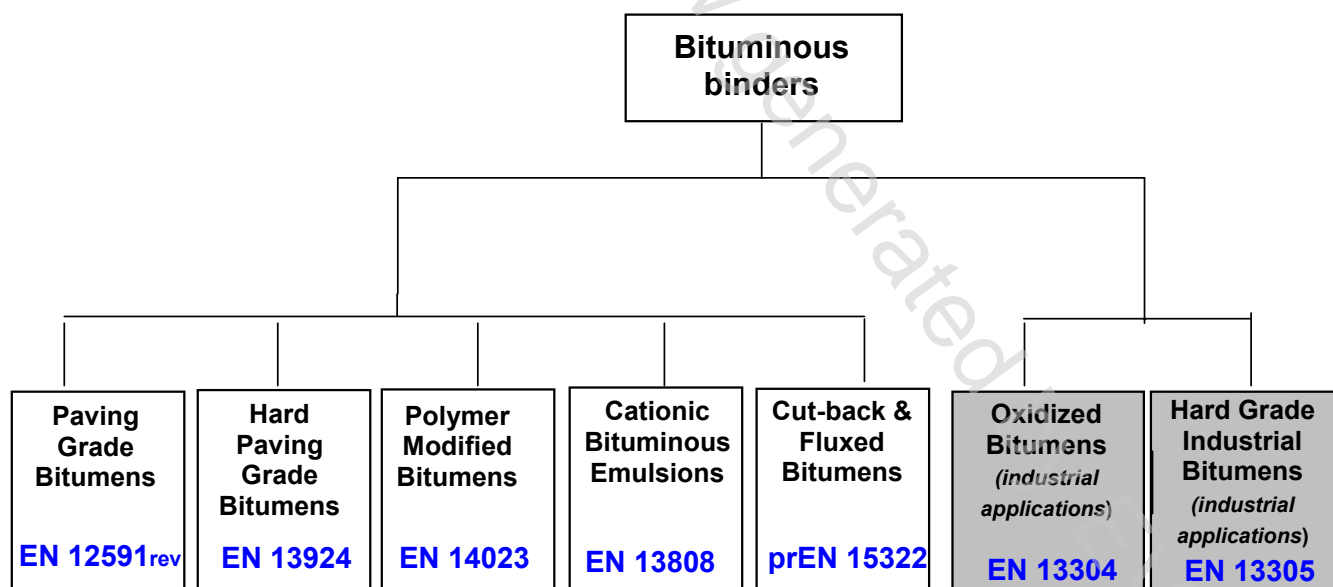 Bituminous
binders
Paving
Grade
Bitumens
EN 12591rev
Hard
Paving
Grade
Bitumens
EN 13924
Polymer
Modified
Bitumens
EN 14023
Cationic
Bituminous
Emulsions
EN 13808
Cut-back &
Fluxed
Bitumens
prEN 15322
Oxidized
Bitumens
(industrial
applications)
EN 13304
Hard Grade
Industrial
Bitumens
(industrial
applications)
EN 13305
generated